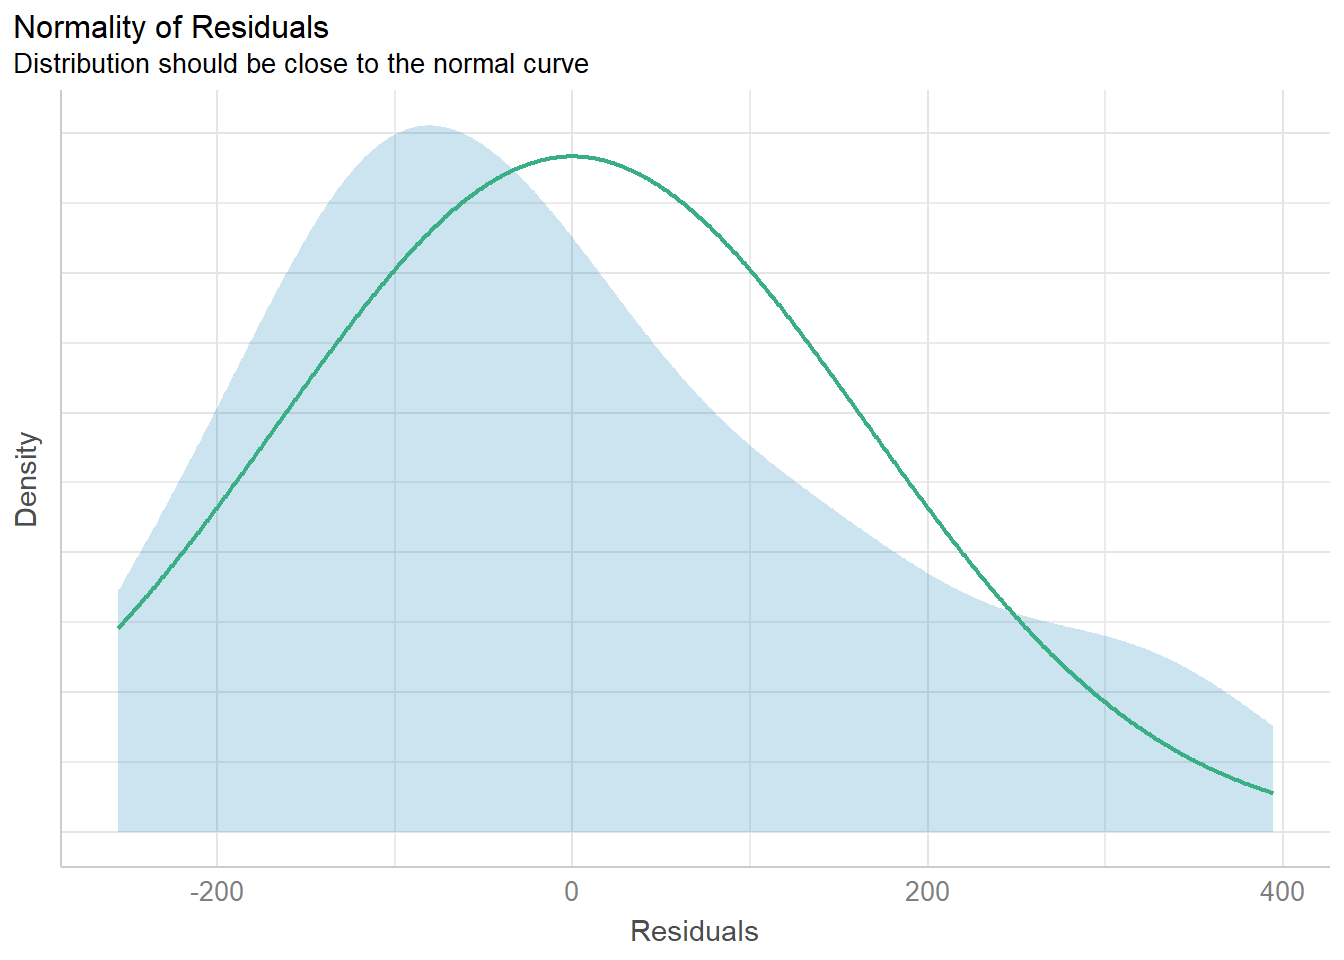 Normality of Residuals
Distribution should be close to the normal curve
Density
-200 0 200 400
Residuals